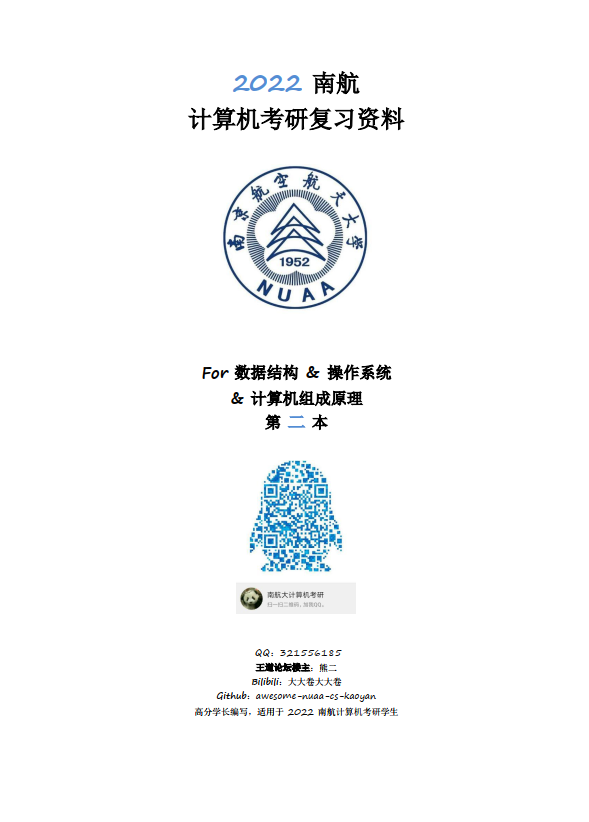 2022 南航
计算机考研复习资料
南京航空航天大学
1952
NUAA
For 数据结构 & 操作系统
& 计算机组成原理
第 二 本
南航大计算机考研
扫一扫二维码，加我QQ。
QQ：321556185
王道论坛楼主：熊二
Bilibili：大大卷大大卷
Github：awesome-nuaa-cs-kaoyan
高分学长编写，适用于 2022 南航计算机考研学生